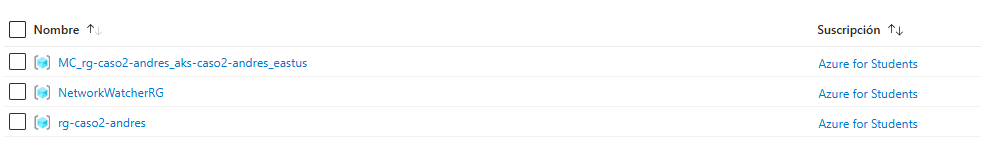 Nombre ↑↓ Suscripción ↑↓
MC_rg-caso2-andres_aks-caso2-andres_eastus Azure for Students
NetworkWatcherRG Azure for Students
rg-caso2-andres Azure for Students